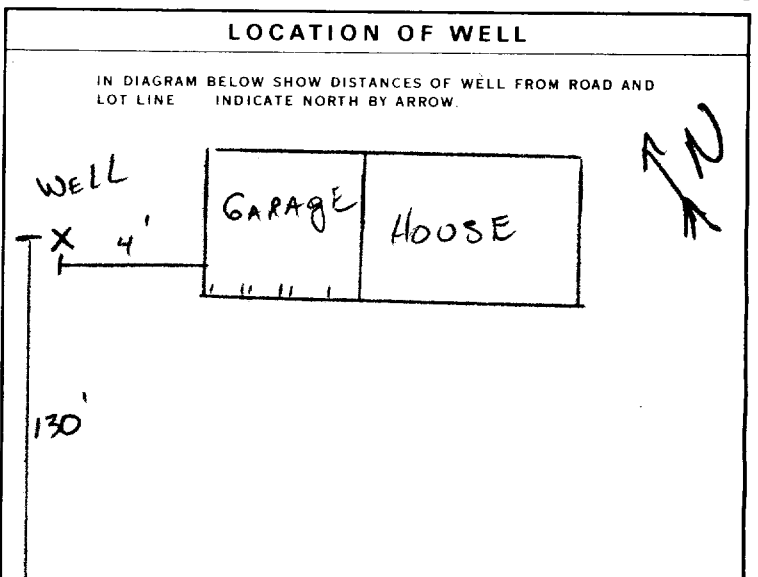 LOCATION OF WELL
IN DIAGRAM BELOW SHOW DISTANCES OF WELL FROM ROAD AND
LOT LINE INDICATE NORTH BY ARROW.
N
WELL
GARAgE
HOUSE
X 4'
130'